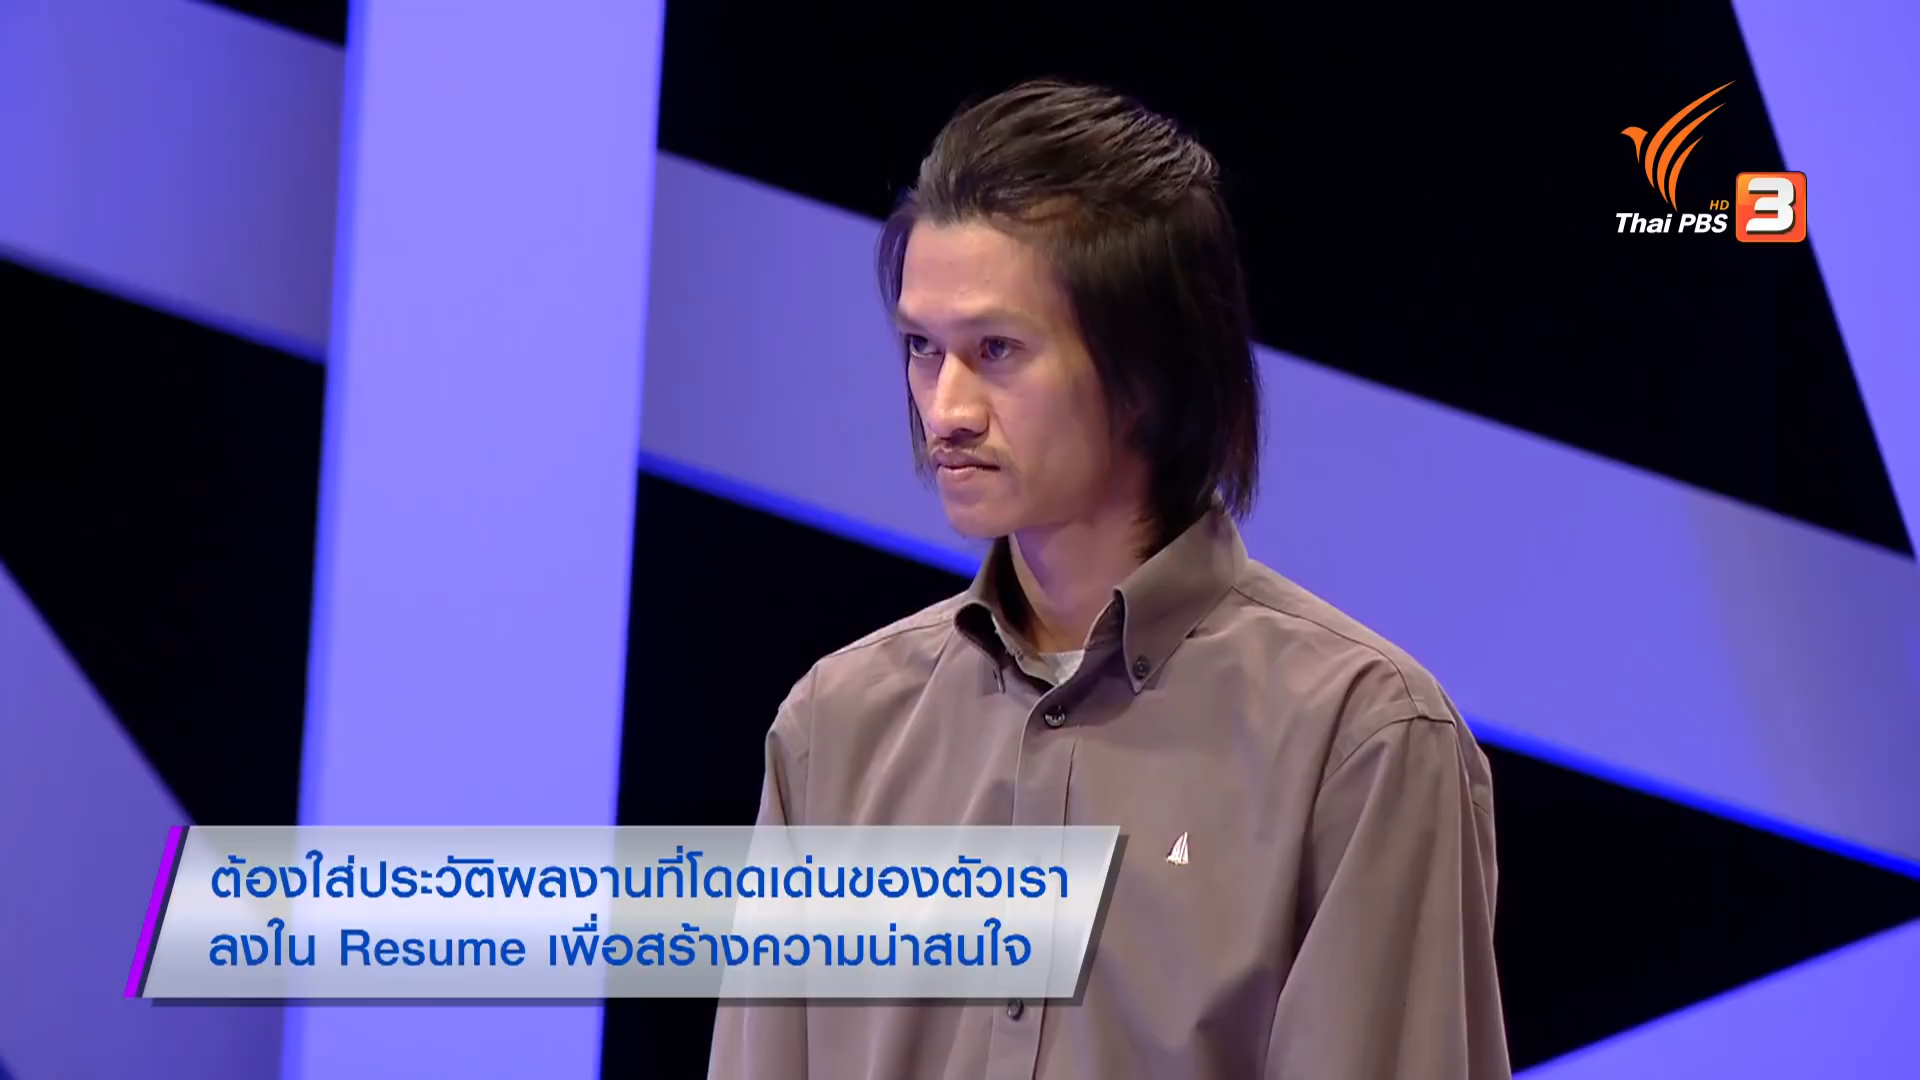 HD
Thai PBS 3
ต้องใส่ประวัติผลงานที่โดดเด่นของตัวเรา
ลงใน Resume เพื่อสร้างความน่าสนใจ